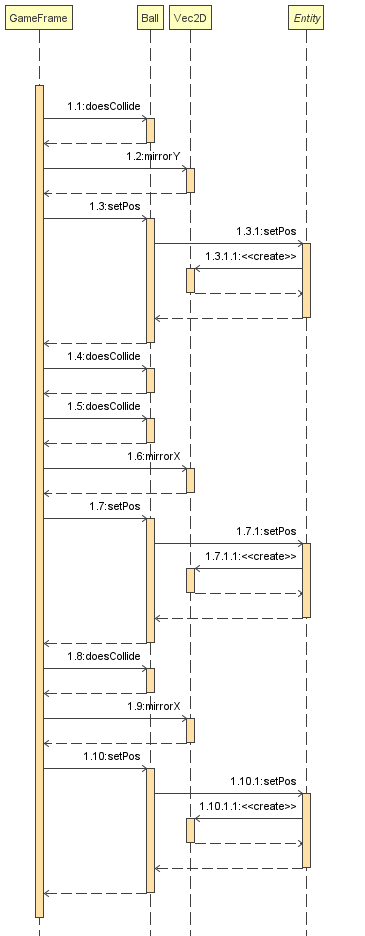 GameFrame Ball Vec2D Entity
1.1:doesCollide
1.2:mirrorY
1.3:setPos
1.3.1:setPos
1.3.1.1:<<create>>
1.4:doesCollide
1.5:doesCollide
1.6:mirrorX
1.7:setPos
1.7.1:setPos
1.7.1.1:<<create>>
1.8:doesCollide
1.9:mirrorX
1.10:setPos
1.10.1:setPos
1.10.1.1:<<create>>